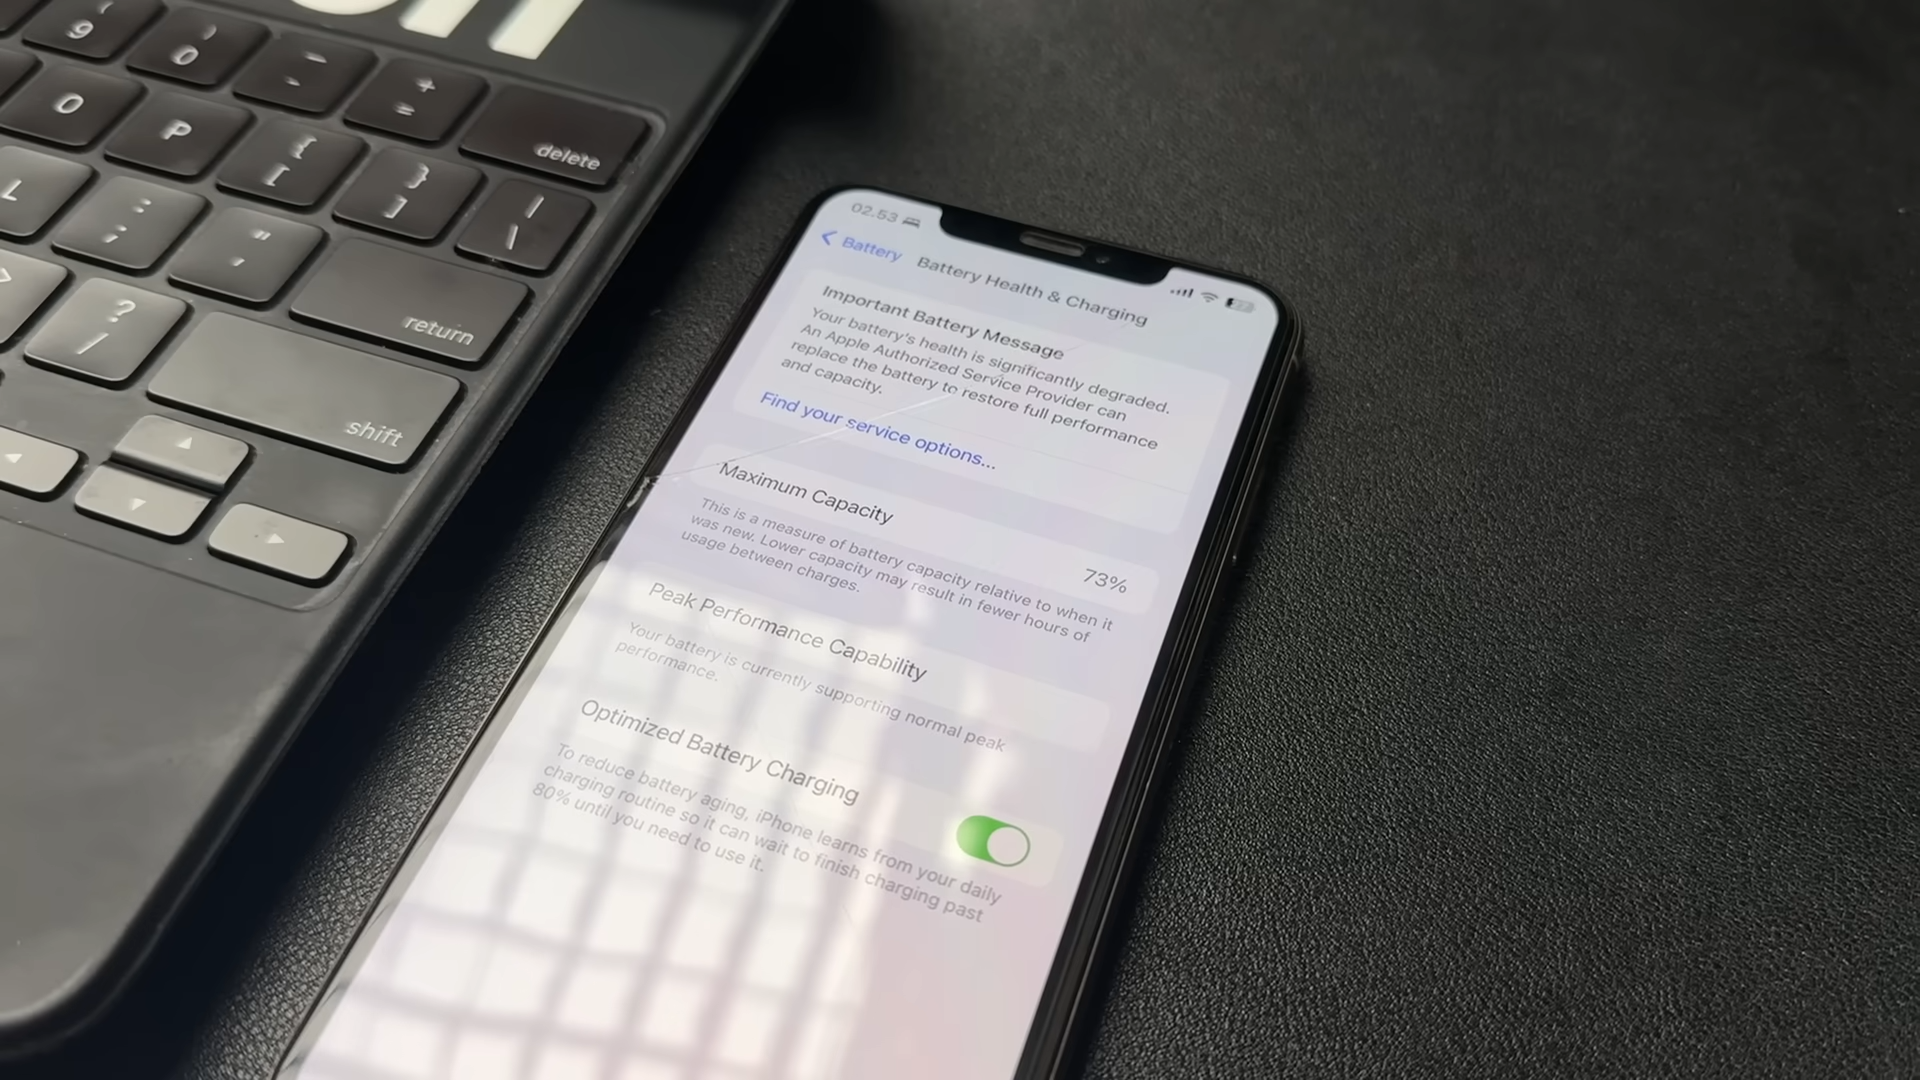 9
0
-
+
=
O
P
{
[
}
]
delete
L
:
;
"
'
|
\
return
>
?
/
shift
02.53
Battery
Battery Health & Charging
Important Battery Message
Your battery's health is significantly degraded.
An Apple Authorized Service Provider can
replace the battery to restore full performance
and capacity.
Find your service options...
Maximum Capacity
73%
This is a measure of battery capacity relative to when it
was new. Lower capacity may result in fewer hours of
usage between charges.
Peak Performance Capability
Your battery is currently supporting normal peak
performance.
Optimized Battery Charging
To reduce battery aging, iPhone learns from your daily
charging routine so it can wait to finish charging past
80% until you need to use it.